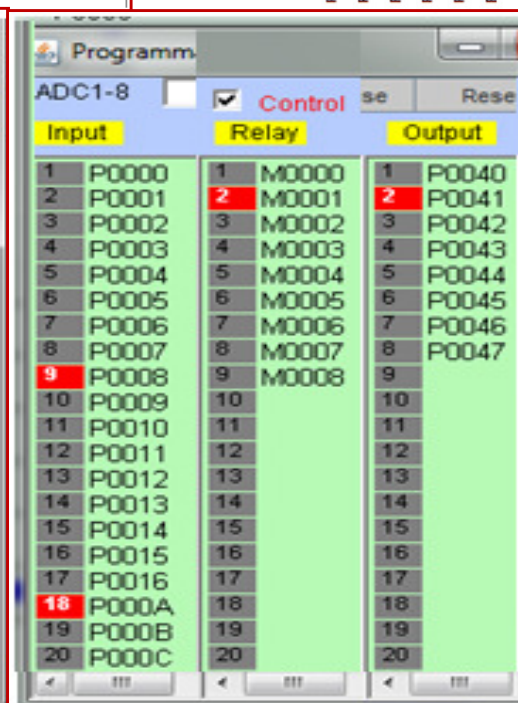 Programm
ADC1-8 Control se Rese
Input Relay Output
1 P0000 1 M0000 1 P0040
2 P0001 2 M0001 2 P0041
3 P0002 3 M0002 3 P0042
4 P0003 4 M0003 4 P0043
5 P0004 5 M0004 5 P0044
6 P0005 6 M0005 6 P0045
7 P0006 7 M0006 7 P0046
8 P0007 8 M0007 8 P0047
9 P0008 9 M0008 9
10 P0009 10 10
11 P0010 11 11
12 P0011 12 12
13 P0012 13 13
14 P0013 14 14
15 P0014 15 15
16 P0015 16 16
17 P0016 17 17
18 P000A 18 18
19 P000B 19 19
20 P000C 20 20